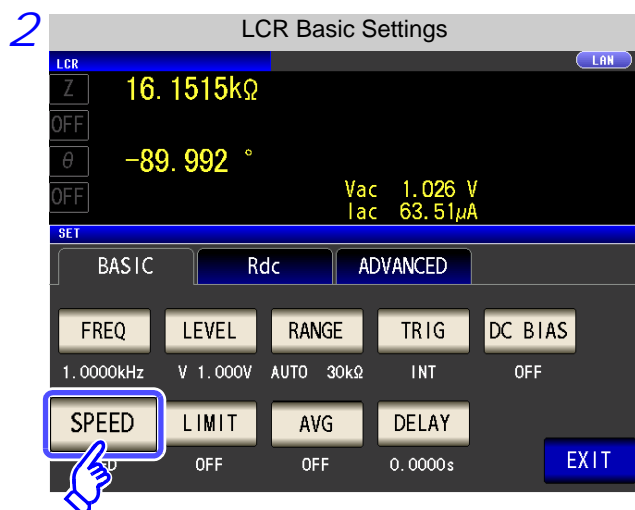 2 LCR Basic Settings
LCR LAN
Z 16.1515kΩ
OFF
θ -89.992 °
OFF Vac 1.026 V
Iac 63.51μA
SET
BASIC Rdc ADVANCED
FREQ LEVEL RANGE TRIG DC BIAS
1.0000kHz V 1.000V AUTO 30kΩ INT OFF
SPEED LIMIT AVG DELAY
OFF OFF 0.0000s EXIT